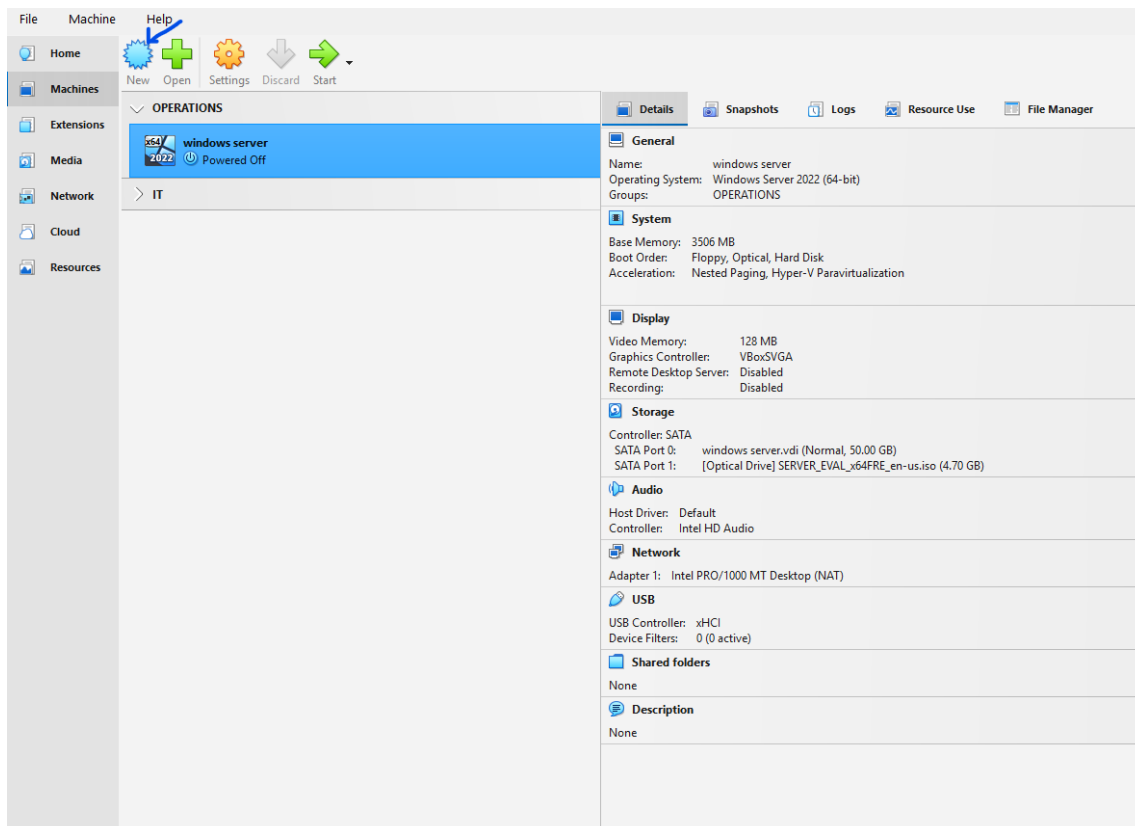 File Machine Help
Home
Machines
Extensions
Media
Network
Cloud
Resources
New Open Settings Discard Start
OPERATIONS
x64
2022
windows server
Powered Off
IT
Details Snapshots Logs Resource Use File Manager
General
Name: windows server
Operating System: Windows Server 2022 (64-bit)
Groups: OPERATIONS
System
Base Memory: 3506 MB
Boot Order: Floppy, Optical, Hard Disk
Acceleration: Nested Paging, Hyper-V Paravirtualization
Display
Video Memory: 128 MB
Graphics Controller: VBoxSVGA
Remote Desktop Server: Disabled
Recording: Disabled
Storage
Controller: SATA
SATA Port 0: windows server.vdi (Normal, 50.00 GB)
SATA Port 1: [Optical Drive] SERVER_EVAL_x64FRE_en-us.iso (4.70 GB)
Audio
Host Driver: Default
Controller: Intel HD Audio
Network
Adapter 1: Intel PRO/1000 MT Desktop (NAT)
USB
USB Controller: xHCI
Device Filters: 0 (0 active)
Shared folders
None
Description
None